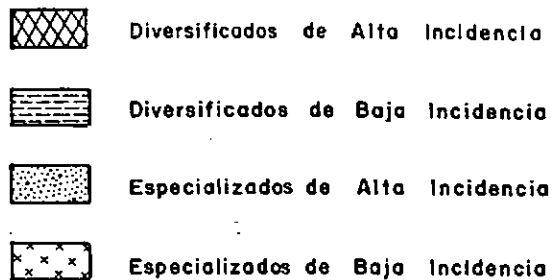 Diversificados de Alta Incidencia
Diversificados de Baja Incidencia
Especializados de Alta Incidencia
Especializados de Baja Incidencia